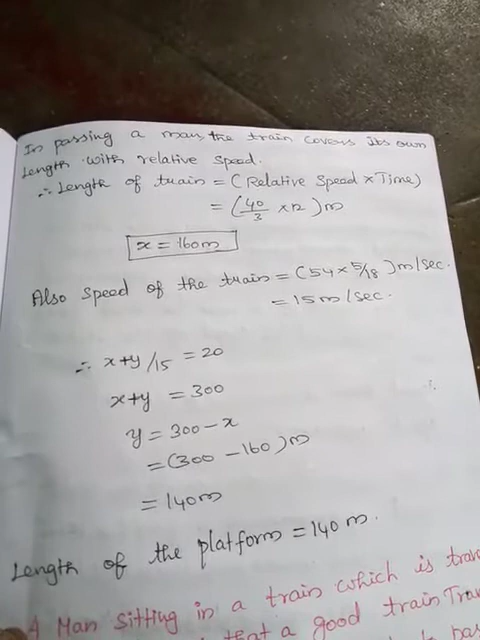 In passing a man, the train covers its own
length with relative speed.
∴ Length of train = (Relative Speed × Time)
= (40/3 × 12) m
x = 160m
Also Speed of the train = (54 × 5/18) m/sec.
= 15 m/sec.
∴ x+y/15 = 20
x+y = 300
y = 300 - x
= (300 - 160) m
= 140m
Length of the platform = 140 m.
A Man sitting in a train which is
that a good train